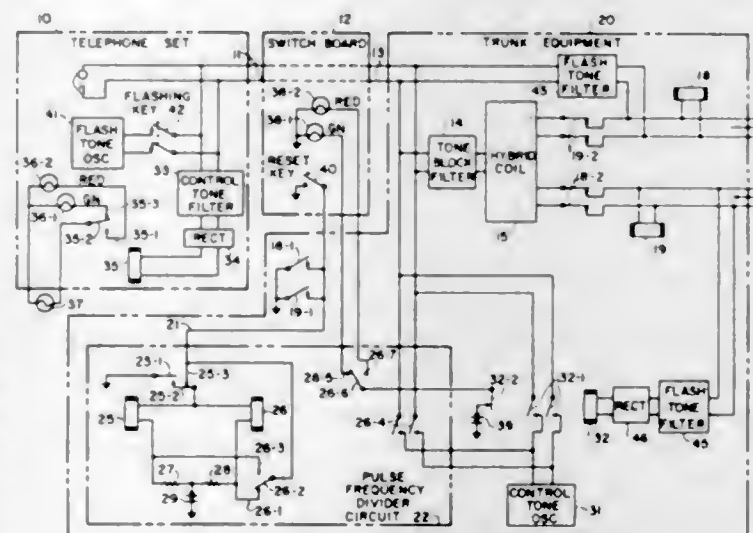 10
12
20
TELEPHONE SET
11
SWITCH BOARD
13
TRUNK EQUIPMENT
FLASH TONE FILTER
43
18
38-2
RED
38-1
GN
FLASHING KEY
42
41
FLASH TONE OSC
14
TONE BLOCK FILTER
HYBRID COIL
15
19-2
18-2
19
36-2
RED
33
CONTROL TONE FILTER
RESET KEY
40
36-1
GN
35-3
35-2
35-1
RECT
34
35
37
18-1
19-1
21
25-1
25-3
25-2
25
26
26-7
26-5
26-6
32-2
32-1
39
26-4
32
RECT
46
FLASH TONE FILTER
45
26-3
27
28
29
26-2
26-1
PULSE FREQUENCY DIVIDER CIRCUIT
22
CONTROL TONE OSC
31